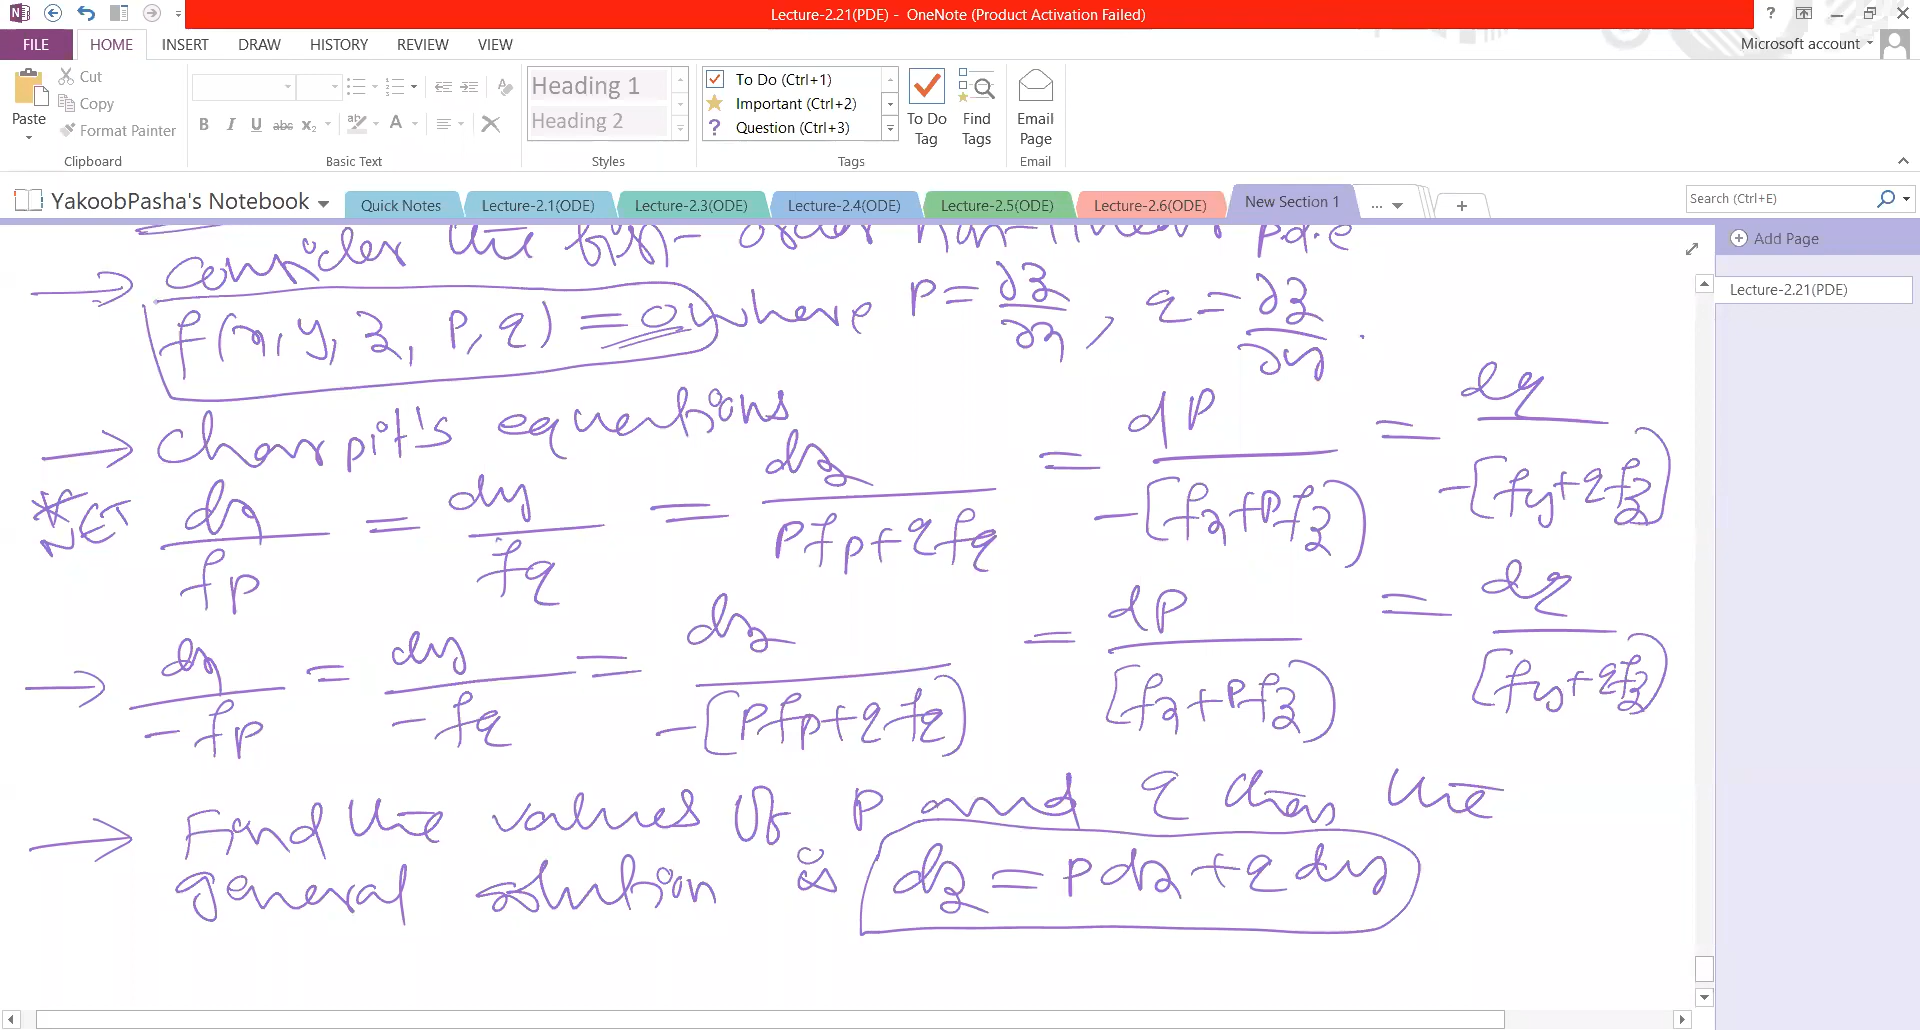 Lecture-2.21(PDE) - OneNote (Product Activation Failed)
FILE HOME INSERT DRAW HISTORY REVIEW VIEW
Microsoft account
Paste
Cut
Copy
Format Painter
Clipboard
B I U abc x₂ A
Basic Text
Heading 1
Heading 2
Styles
To Do (Ctrl+1)
Important (Ctrl+2)
Question (Ctrl+3)
Tags
To Do Tag
Find Tags
Email Page
Email
YakoobPasha's Notebook
Quick Notes Lecture-2.1(ODE) Lecture-2.3(ODE) Lecture-2.4(ODE) Lecture-2.5(ODE) Lecture-2.6(ODE) New Section 1 ... +
Search (Ctrl+E)
Add Page
Lecture-2.21(PDE)
→ Consider the first-order non-linear p.d.e
f(x, y, z, p, q) = 0 where p = ∂z/∂x, q = ∂z/∂y.
→ Charpit's equations
*NET dx/fp = dy/fq = dz/(pfp+qfq) = dp/-[fx+pfz] = dq/-[fy+qfz]
→ dx/-fp = dy/-fq = dz/-[pfp+qfq] = dp/[fx+pfz] = dq/[fy+qfz]
→ Find the values of p and q then the
general solution is dz = pdx + qdy